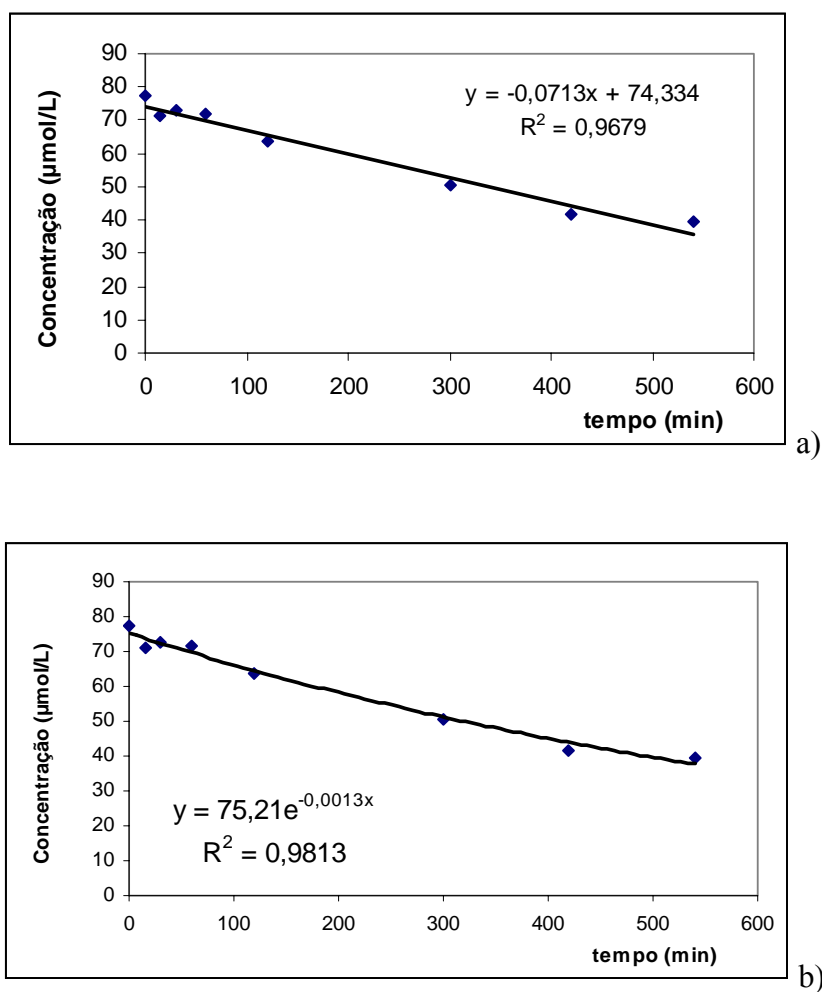 90
80
70
60
50
40
30
20
10
0
Concentração (µmol/L)
y = -0,0713x + 74,334
R² = 0,9679
0 100 200 300 400 500 600
tempo (min)
a)
90
80
70
60
50
40
30
20
10
0
Concentração (µmol/L)
y = 75,21e^-0,0013x
R² = 0,9813
0 100 200 300 400 500 600
tempo (min)
b)